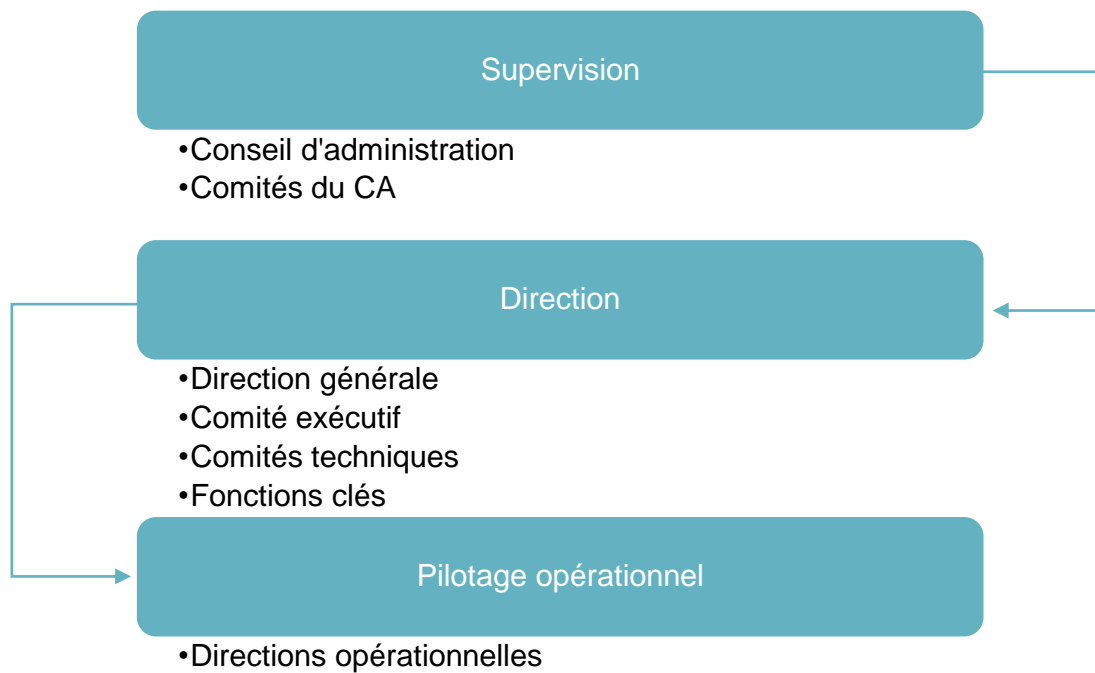 Supervision
•Conseil d'administration
•Comités du CA
Direction
•Direction générale
•Comité exécutif
•Comités techniques
•Fonctions clés
Pilotage opérationnel
•Directions opérationnelles